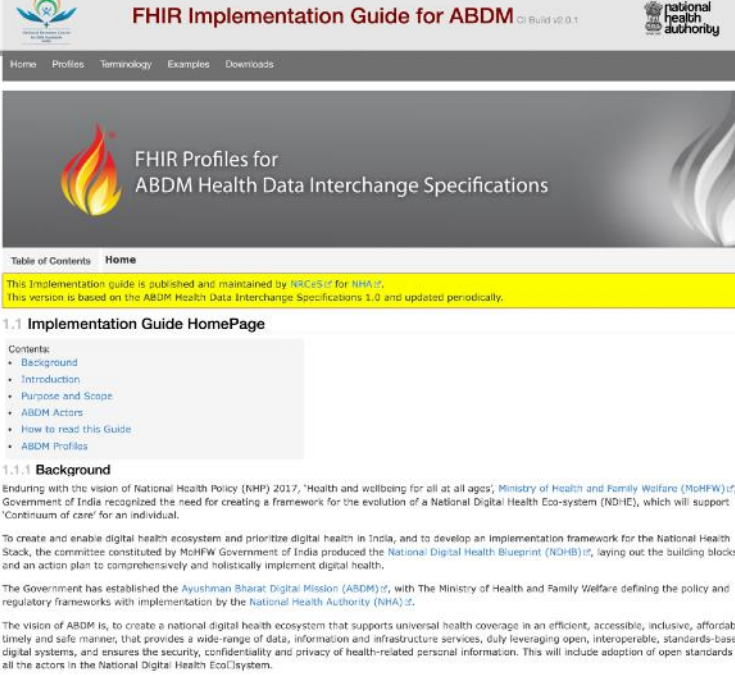 FHIR Implementation Guide for ABDM CI Build v2.0.1
national
health
authority
Home Profiles Terminology Examples Downloads
FHIR Profiles for
ABDM Health Data Interchange Specifications
Table of Contents Home
This Implementation guide is published and maintained by NRCeS for NHA.
This version is based on the ABDM Health Data Interchange Specifications 1.0 and updated periodically.
1.1 Implementation Guide HomePage
Contents:
• Background
• Introduction
• Purpose and Scope
• ABDM Actors
• How to read this Guide
• ABDM Profiles
1.1.1 Background
Enduring with the vision of National Health Policy (NHP) 2017, 'Health and wellbeing for all at all ages', Ministry of Health and Family Welfare (MoHFW),
Government of India recognized the need for creating a framework for the evolution of a National Digital Health Eco-system (NDHE), which will support
'Continuum of care' for an individual.
To create and enable digital health ecosystem and prioritize digital health in India, and to develop an implementation framework for the National Health
Stack, the committee constituted by MoHFW Government of India produced the National Digital Health Blueprint (NDHB), laying out the building blocks
and an action plan to comprehensively and holistically implement digital health.
The Government has established the Ayushman Bharat Digital Mission (ABDM), with The Ministry of Health and Family Welfare defining the policy and
regulatory frameworks with implementation by the National Health Authority (NHA).
The vision of ABDM is, to create a national digital health ecosystem that supports universal health coverage in an efficient, accessible, inclusive, affordab
timely and safe manner, that provides a wide-range of data, information and infrastructure services, duly leveraging open, interoperable, standards-base
digital systems, and ensures the security, confidentiality and privacy of health-related personal information. This will include adoption of open standards
all the actors in the National Digital Health Eco□system.